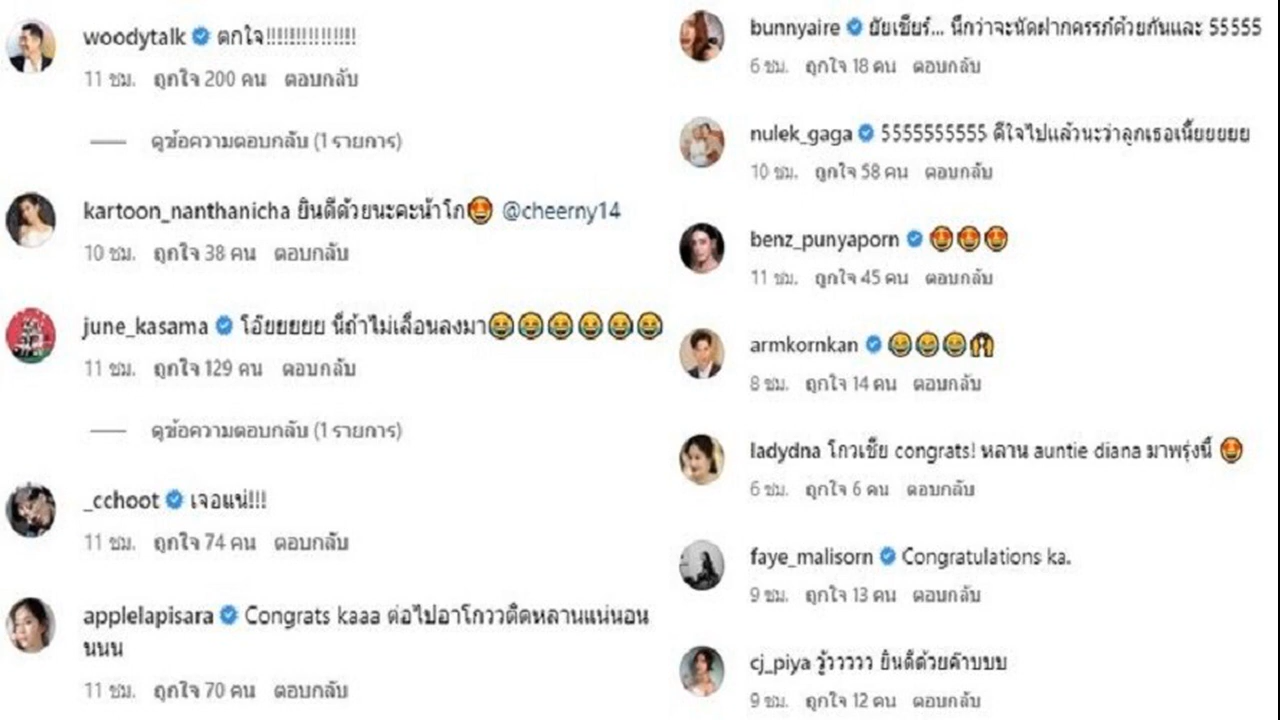 woodytalk ตกใจ!!!!!!!!!!!!!!!
11 ชม. ถูกใจ 200 คน ตอบกลับ
ดูข้อความตอบกลับ (1 รายการ)
kartoon_nanthanicha ยินดีด้วยนะคะน้าโก🤩 @cheerny14
10 ชม. ถูกใจ 38 คน ตอบกลับ
june_kasama โอ๊ยยยยย นี่ถ้าไม่เลื่อนลงมา😂😂😂😂😂😂
11 ชม. ถูกใจ 129 คน ตอบกลับ
ดูข้อความตอบกลับ (1 รายการ)
_cchoot เจอแน่!!!
11 ชม. ถูกใจ 74 คน ตอบกลับ
applelapisara Congrats kaaa ต่อไปอาโกววติดหลานแน่นอน
นนน
11 ชม. ถูกใจ 70 คน ตอบกลับ
bunnyaire ยัยเชียร์... นึกว่าจะนัดฝากครรภ์ด้วยกันและ 55555
6 ชม. ถูกใจ 18 คน ตอบกลับ
nulek_gaga 5555555555 ดีใจไปแล้วนะว่าลูกเธอเนี้ยยยยย
10 ชม. ถูกใจ 58 คน ตอบกลับ
benz_punyaporn 🤩🤩🤩
11 ชม. ถูกใจ 45 คน ตอบกลับ
armkornkan 😂😂😂🙌
8 ชม. ถูกใจ 14 คน ตอบกลับ
ladydna โกวเชีย congrats! หลาน auntie diana มาพรุ่งนี้ 🤩
6 ชม. ถูกใจ 6 คน ตอบกลับ
faye_malisorn Congratulations ka.
9 ชม. ถูกใจ 13 คน ตอบกลับ
cj_piya วู้ววววว ยินดีด้วยค๊าบบบ
9 ชม. ถูกใจ 12 คน ตอบกลับ